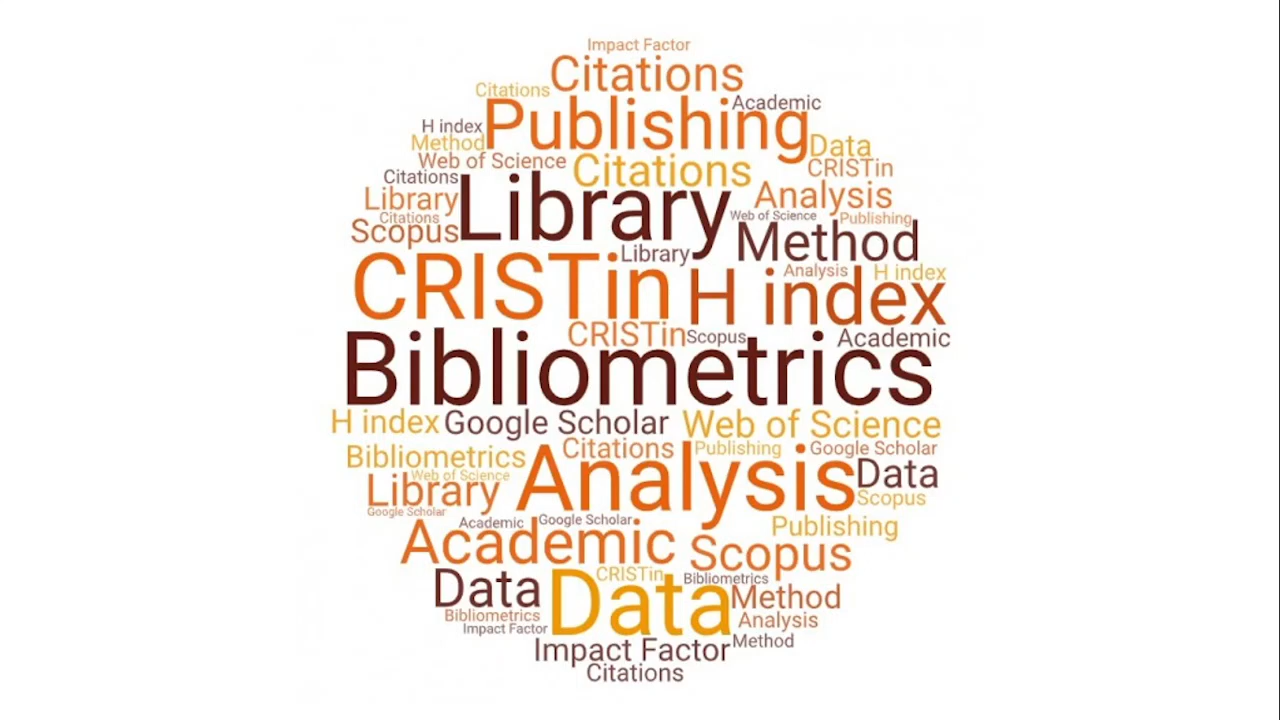 Impact Factor
Citations
Citations
Publishing
Academic
H index
Method
Data
Web of Science
Citations
CRISTin
Citations
Library
Library
Analysis
Citations
Web of Science
Publishing
Scopus
Method
Library
CRISTin
H index
Analysis
H index
CRISTin
Scopus
Academic
Bibliometrics
H index
Google Scholar
Web of Science
Bibliometrics
Citations
Publishing
Google Scholar
Web of Science
Analysis
Data
Library
Scopus
Google Scholar
Academic
Google Scholar
Publishing
Academic
Scopus
Data
CRISTin
Bibliometrics
Data
Method
Bibliometrics
Analysis
Impact Factor
Method
Impact Factor
Citations